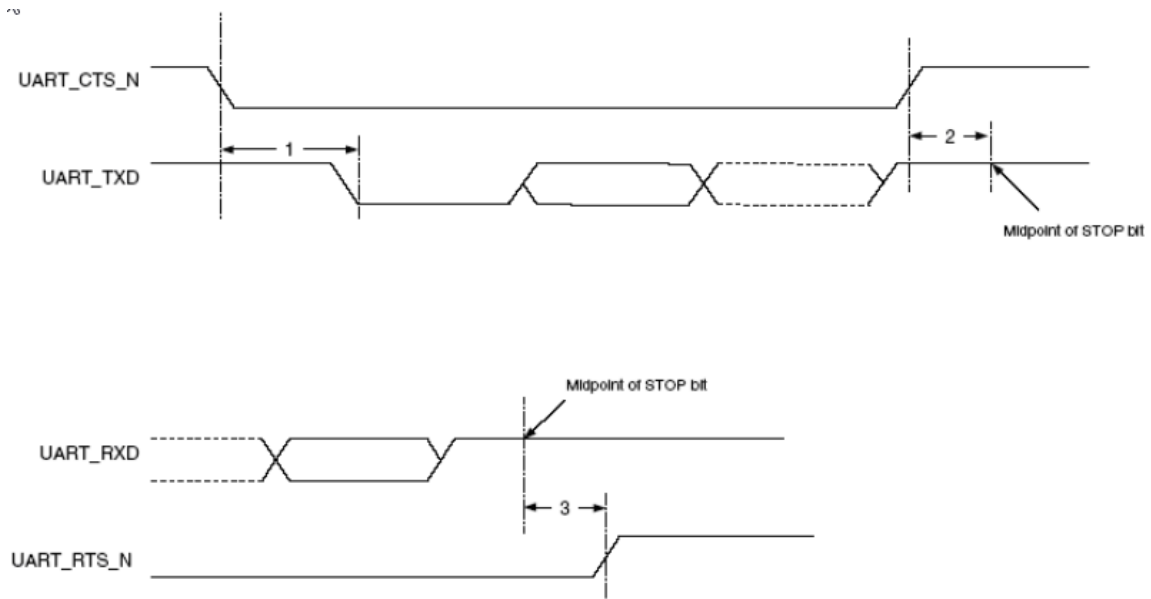 UART_CTS_N
1
2
UART_TXD
Midpoint of STOP bit
Midpoint of STOP bit
UART_RXD
3
UART_RTS_N